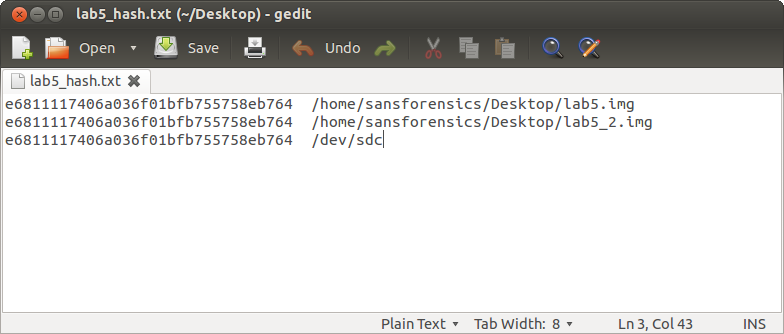 lab5_hash.txt (~/Desktop) - gedit
Open Save Undo
lab5_hash.txt
e6811117406a036f01bfb755758eb764  /home/sansforensics/Desktop/lab5.img
e6811117406a036f01bfb755758eb764  /home/sansforensics/Desktop/lab5_2.img
e6811117406a036f01bfb755758eb764  /dev/sdc
Plain Text Tab Width: 8 Ln 3, Col 43 INS